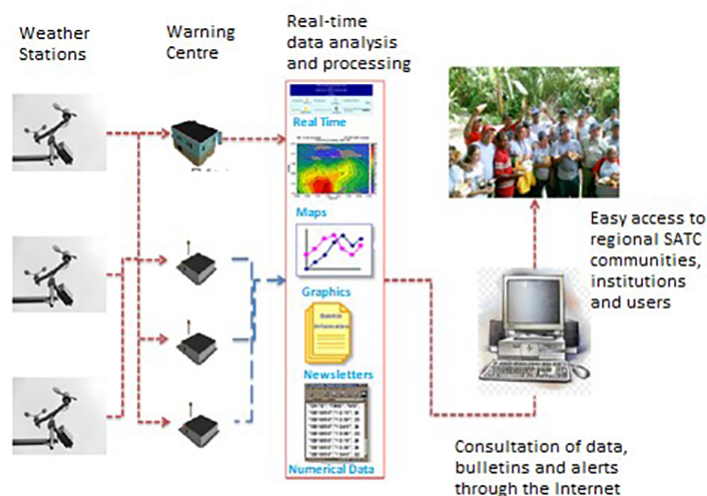 Weather
Stations
Warning
Centre
Real-time
data analysis
and processing
Real Time
Maps
Graphics
Newsletters
Numerical Data
Easy access to
regional SATC
communities,
institutions
and users
Consultation of data,
bulletins and alerts
through the Internet